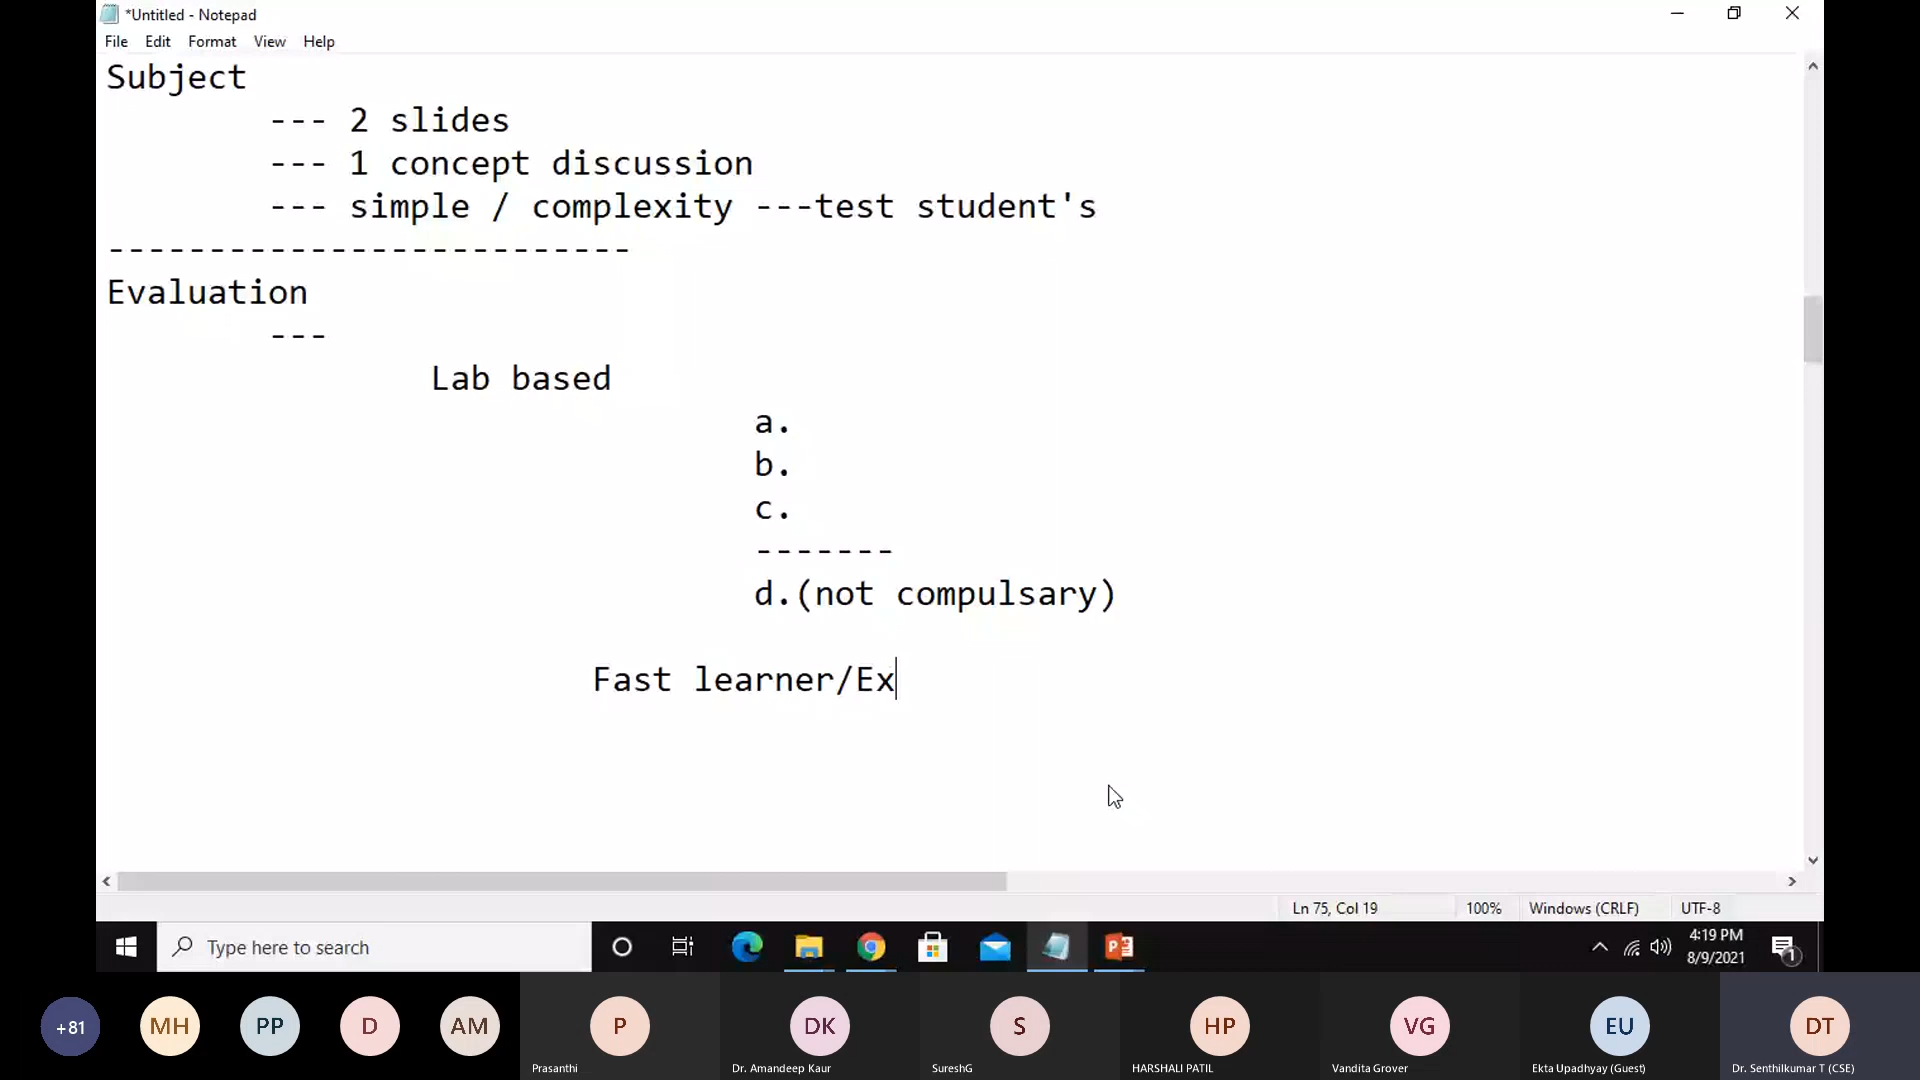 *Untitled - Notepad
File Edit Format View Help
Subject
--- 2 slides
--- 1 concept discussion
--- simple / complexity ---test student's
--------------------------
Evaluation
---
Lab based
a.
b.
c.
-------
d.(not compulsary)
Fast learner/Ex
Ln 75, Col 19 100% Windows (CRLF) UTF-8
Type here to search
4:19 PM
8/9/2021
1
+81 MH PP D AM P DK S HP VG EU DT
Prasanthi Dr. Amandeep Kaur SureshG HARSHALI PATIL Vandita Grover Ekta Upadhyay (Guest) Dr. Senthilkumar T (CSE)